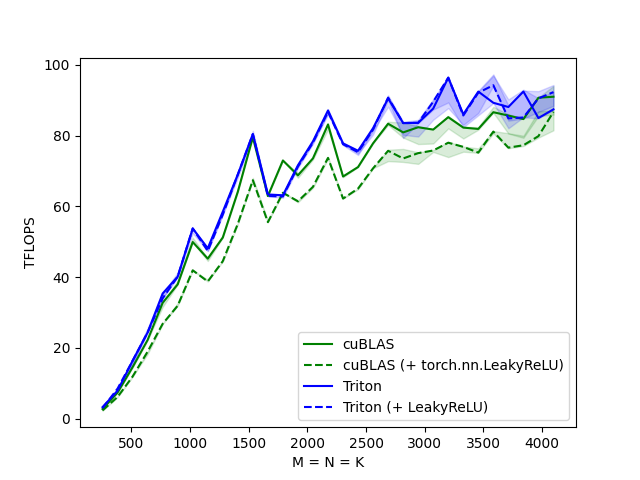 100
80
60
40
20
0
TFLOPS
500 1000 1500 2000 2500 3000 3500 4000
M = N = K
cuBLAS
cuBLAS (+ torch.nn.LeakyReLU)
Triton
Triton (+ LeakyReLU)